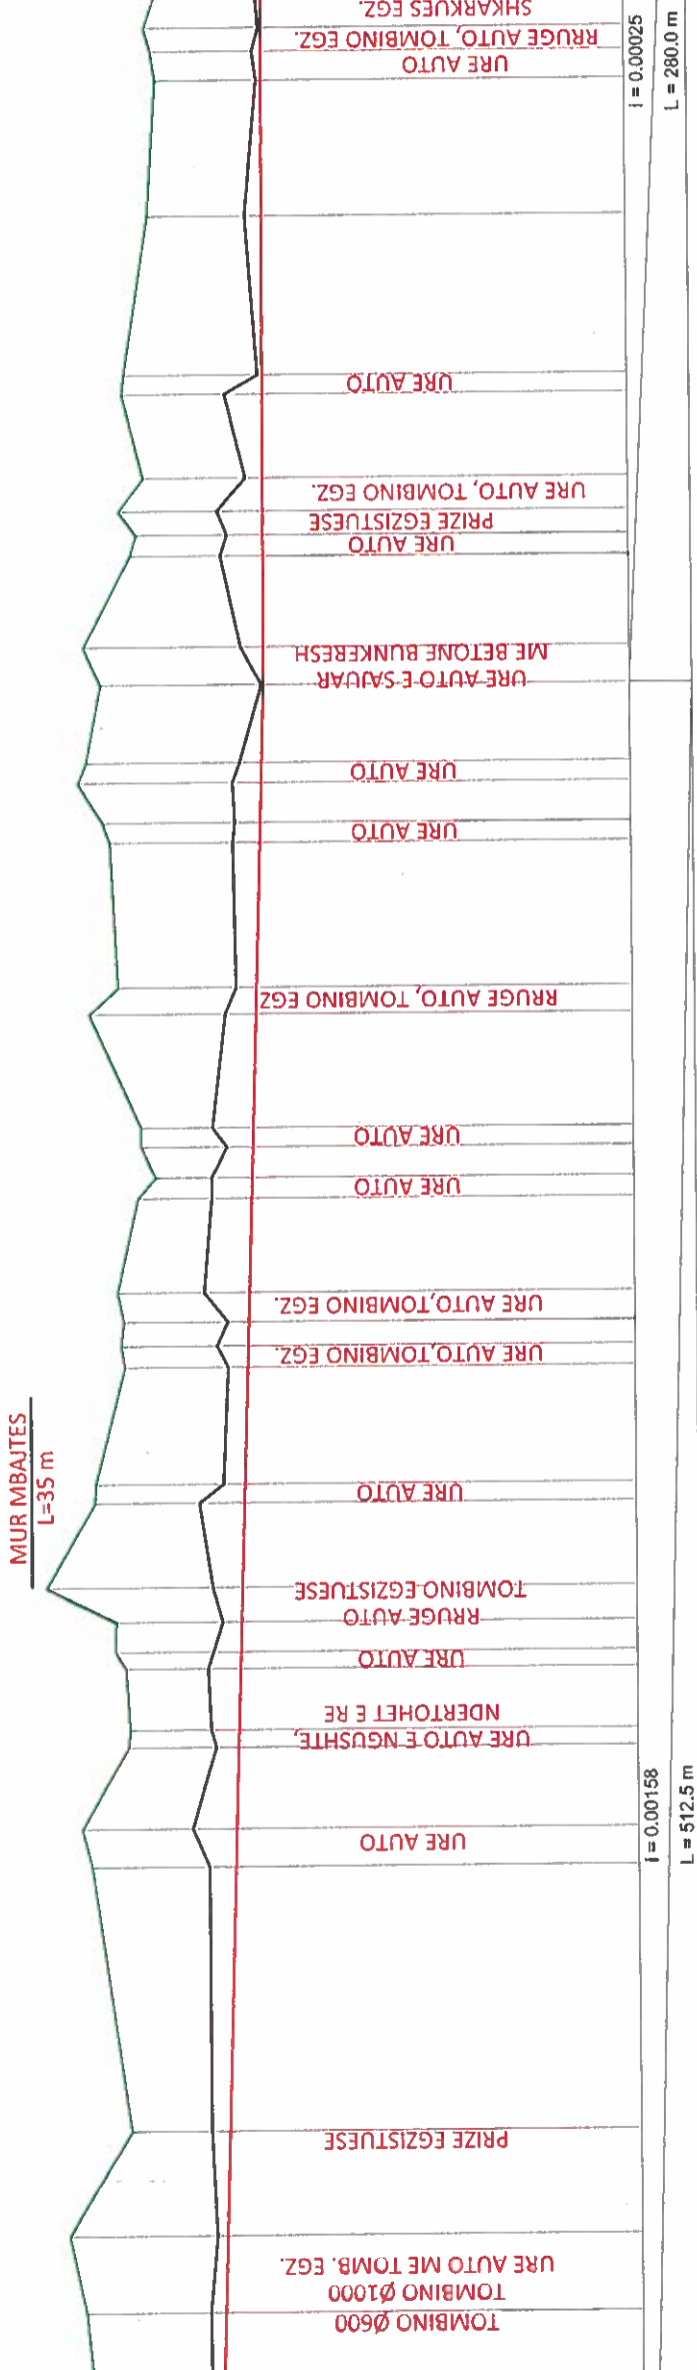 SHKARKUES EGZ.
RRUGE AUTO, TOMBINO EGZ.
URE AUTO
I = 0.00025
L = 280.0 m
URE AUTO
URE AUTO, TOMBINO EGZ.
PRIZE EGZISTUESE
URE AUTO
ME BETONE BUNKERESH
URE AUTO E SAJUAR
URE AUTO
URE AUTO
RRUGE AUTO, TOMBINO EGZ
URE AUTO
URE AUTO
URE AUTO,TOMBINO EGZ.
URE AUTO,TOMBINO EGZ.
MUR MBAJTES
L=35 m
URE AUTO
TOMBINO EGZISTUESE
RRUGE AUTO
URE AUTO
NDERTOHET E RE
URE AUTO E NGUSHTE,
I = 0.00158
L = 512.5 m
URE AUTO
PRIZE EGZISTUESE
URE AUTO ME TOMB. EGZ.
TOMBINO Ø1000
TOMBINO Ø600